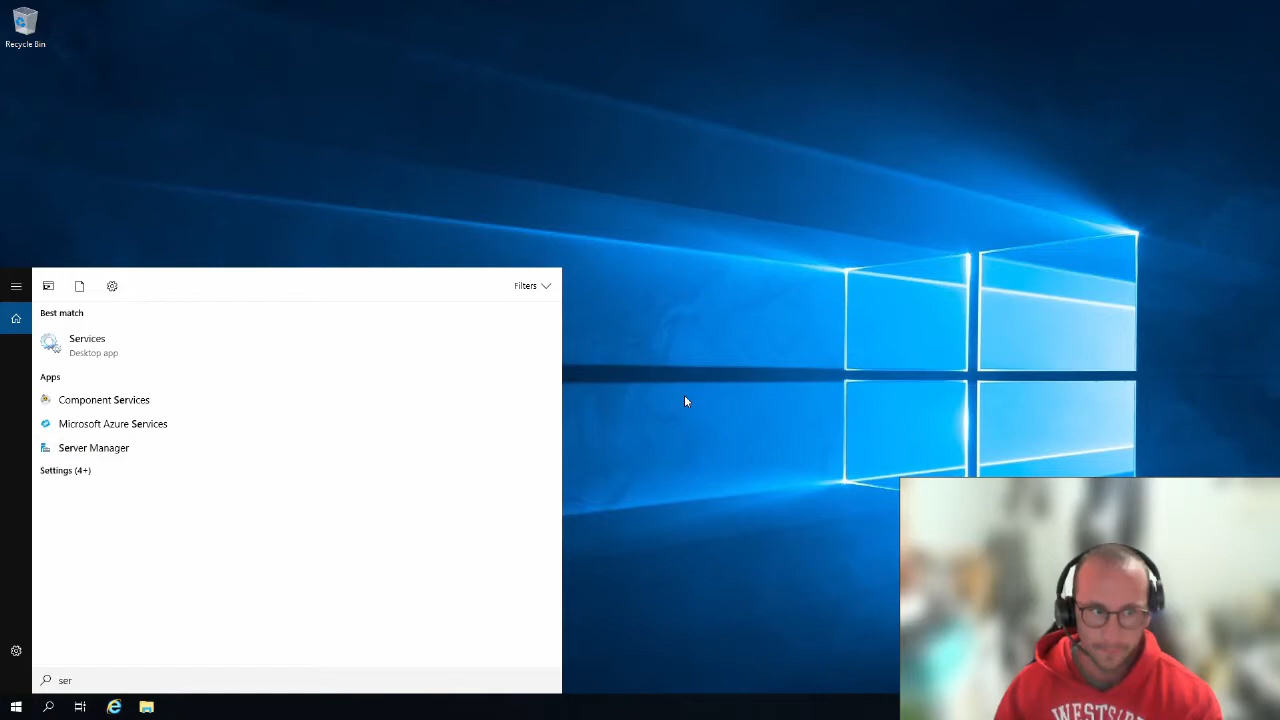 Recycle Bin
Filters
Best match
Services
Desktop app
Apps
Component Services
Microsoft Azure Services
Server Manager
Settings (4+)
ser